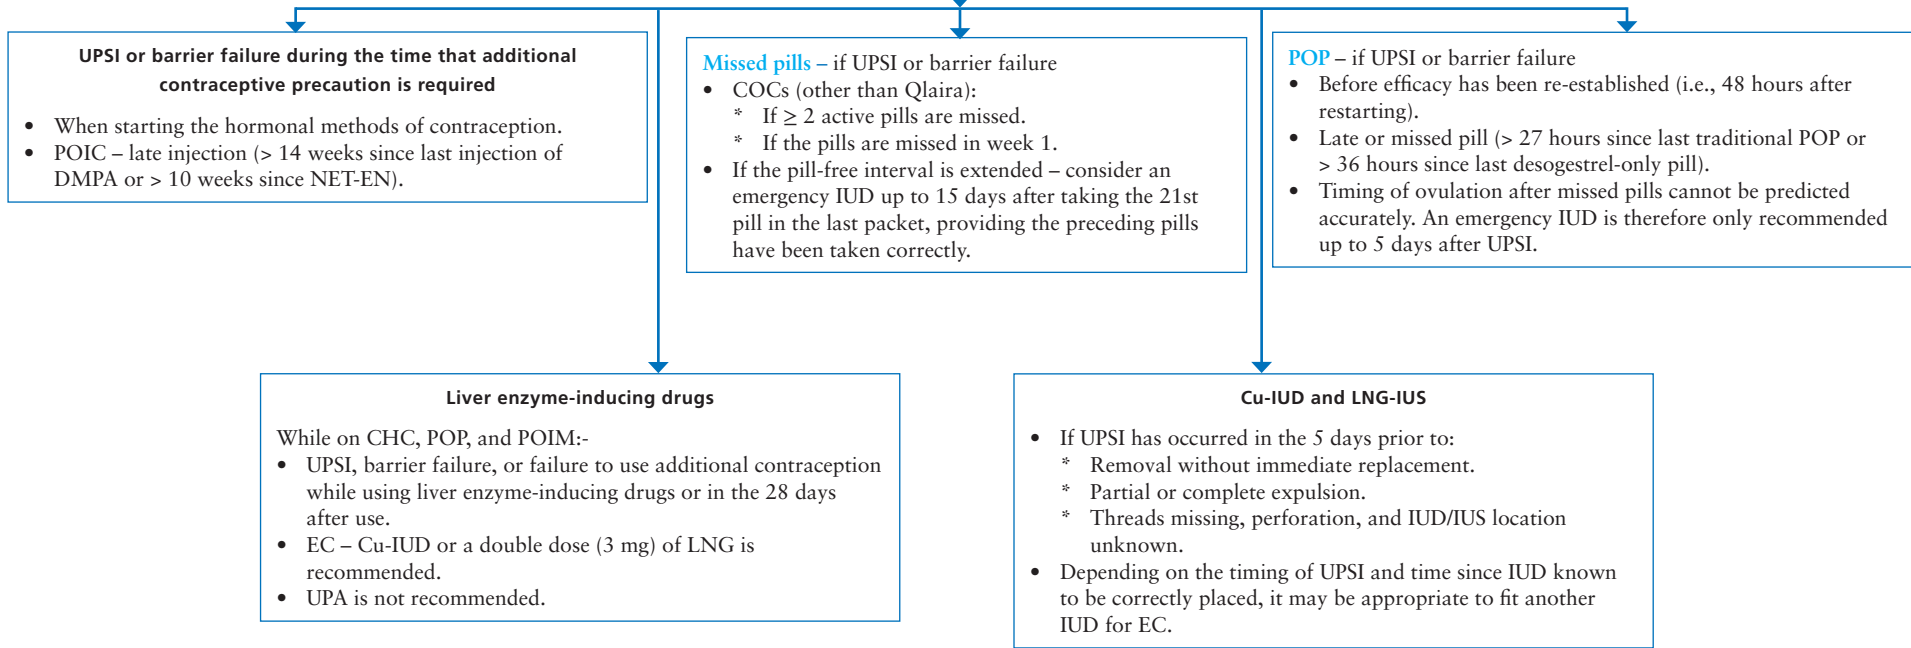 UPSI or barrier failure during the time that additional
contraceptive precaution is required
• When starting the hormonal methods of contraception.
• POIC – late injection (> 14 weeks since last injection of
DMPA or > 10 weeks since NET-EN).
Missed pills – if UPSI or barrier failure
• COCs (other than Qlaira):
* If ≥ 2 active pills are missed.
* If the pills are missed in week 1.
• If the pill-free interval is extended – consider an
emergency IUD up to 15 days after taking the 21st
pill in the last packet, providing the preceding pills
have been taken correctly.
POP – if UPSI or barrier failure
• Before efficacy has been re-established (i.e., 48 hours after
restarting).
• Late or missed pill (> 27 hours since last traditional POP or
> 36 hours since last desogestrel-only pill).
• Timing of ovulation after missed pills cannot be predicted
accurately. An emergency IUD is therefore only recommended
up to 5 days after UPSI.
Liver enzyme-inducing drugs
While on CHC, POP, and POIM:-
• UPSI, barrier failure, or failure to use additional contraception
while using liver enzyme-inducing drugs or in the 28 days
after use.
• EC – Cu-IUD or a double dose (3 mg) of LNG is
recommended.
• UPA is not recommended.
Cu-IUD and LNG-IUS
• If UPSI has occurred in the 5 days prior to:
* Removal without immediate replacement.
* Partial or complete expulsion.
* Threads missing, perforation, and IUD/IUS location
unknown.
• Depending on the timing of UPSI and time since IUD known
to be correctly placed, it may be appropriate to fit another
IUD for EC.